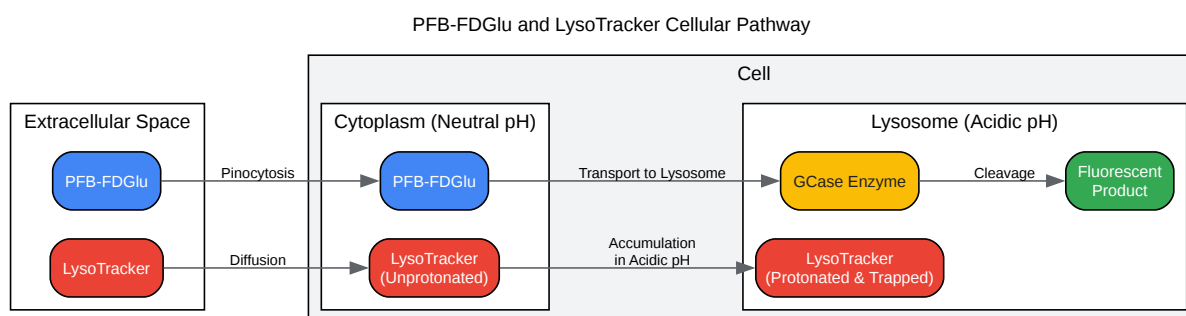 PFB-FDGlu and LysoTracker Cellular Pathway
Cell
Extracellular Space
Cytoplasm (Neutral pH)
Lysosome (Acidic pH)
PFB-FDGlu
Pinocytosis
PFB-FDGlu
Transport to Lysosome
GCase Enzyme
Cleavage
Fluorescent
Product
LysoTracker
Diffusion
LysoTracker
(Unprotonated)
Accumulation
in Acidic pH
LysoTracker
(Protonated & Trapped)